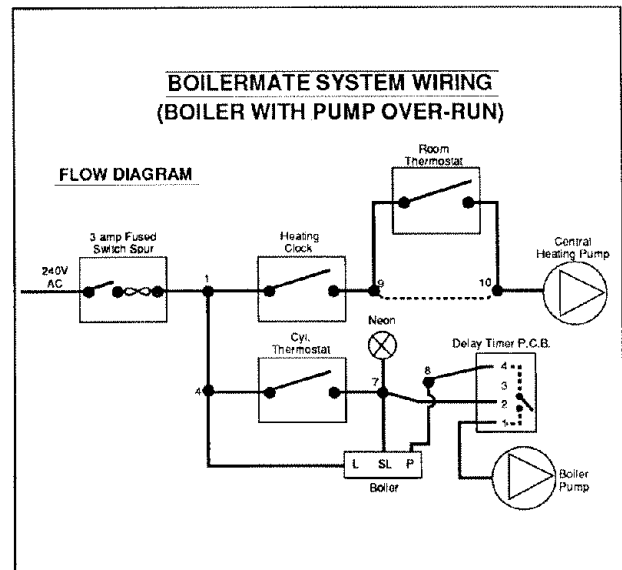 BOILERMATE SYSTEM WIRING
(BOILER WITH PUMP OVER-RUN)
FLOW DIAGRAM
Room
Thermostat
3 amp Fused
Switch Spur
Heating
Clock
Central
Heating Pump
240V
AC
1
9
10
Neon
Cyl.
Thermostat
Delay Timer P.C.B.
4
7
8
4
3
2
1
L SL P
Boiler
Boiler
Pump